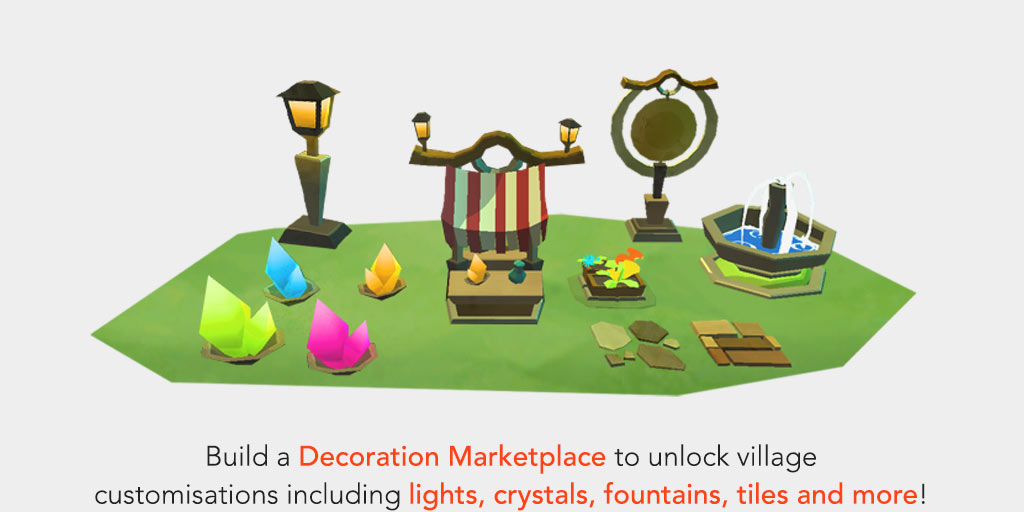 Build a Decoration Marketplace to unlock village
customisations including lights, crystals, fountains, tiles and more!